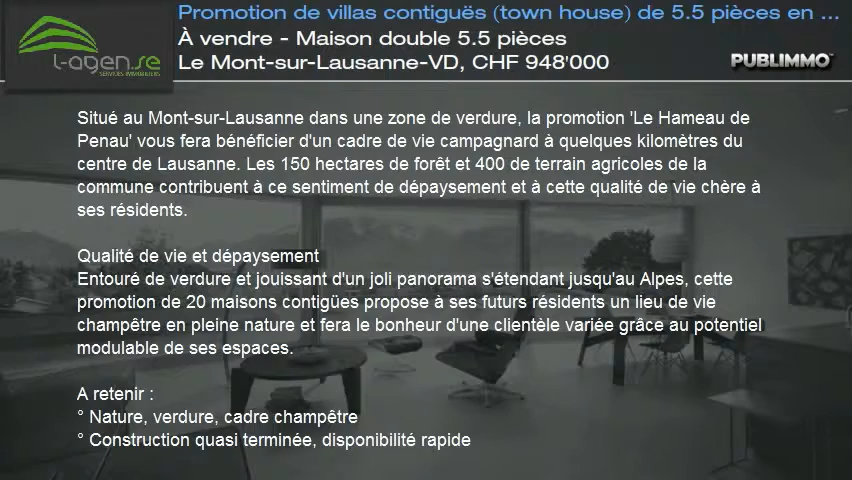 Promotion de villas contiguës (town house) de 5.5 pièces en ...
À vendre - Maison double 5.5 pièces
Le Mont-sur-Lausanne-VD, CHF 948'000
L-agen.se
SERVICES IMMOBILIERS
PUBLIMMO
Situé au Mont-sur-Lausanne dans une zone de verdure, la promotion 'Le Hameau de
Penau' vous fera bénéficier d'un cadre de vie campagnard à quelques kilomètres du
centre de Lausanne. Les 150 hectares de forêt et 400 de terrain agricoles de la
commune contribuent à ce sentiment de dépaysement et à cette qualité de vie chère à
ses résidents.
Qualité de vie et dépaysement
Entouré de verdure et jouissant d'un joli panorama s'étendant jusqu'au Alpes, cette
promotion de 20 maisons contigües propose à ses futurs résidents un lieu de vie
champêtre en pleine nature et fera le bonheur d'une clientèle variée grâce au potentiel
modulable de ses espaces.
A retenir :
° Nature, verdure, cadre champêtre
° Construction quasi terminée, disponibilité rapide